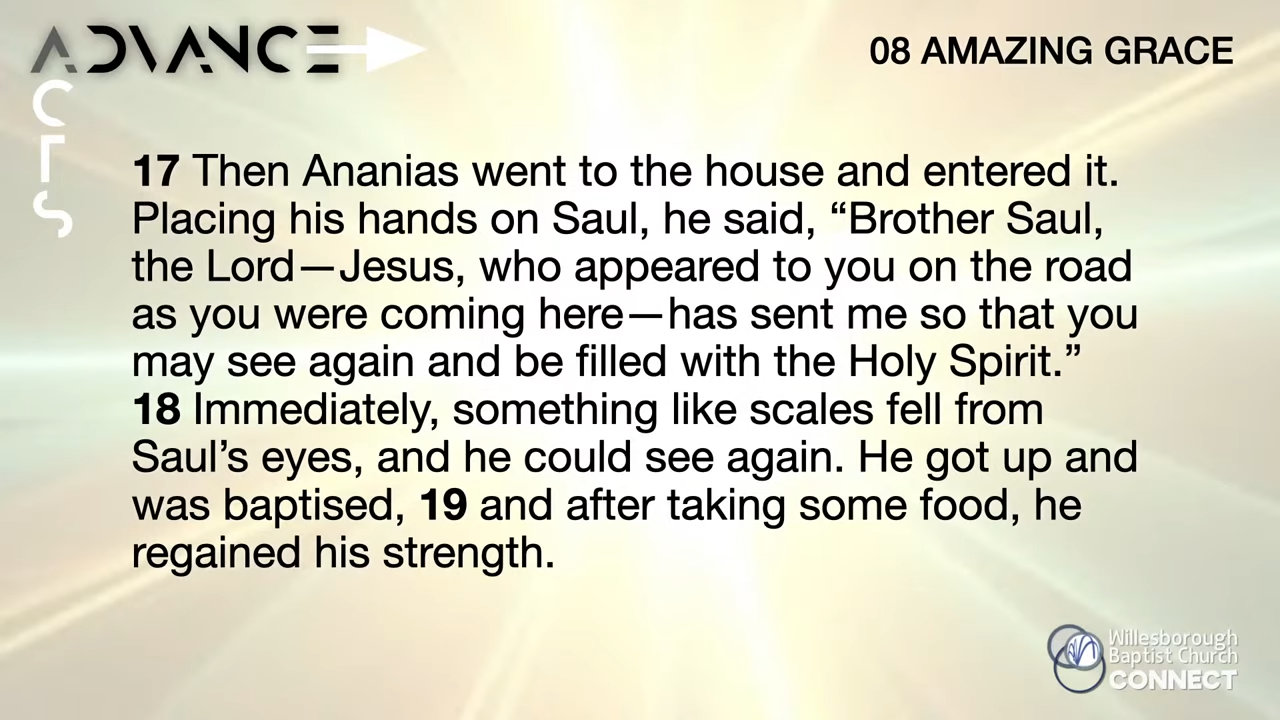 ADVANCE
CTS
08 AMAZING GRACE
17 Then Ananias went to the house and entered it.
Placing his hands on Saul, he said, “Brother Saul,
the Lord—Jesus, who appeared to you on the road
as you were coming here—has sent me so that you
may see again and be filled with the Holy Spirit.”
18 Immediately, something like scales fell from
Saul’s eyes, and he could see again. He got up and
was baptised, 19 and after taking some food, he
regained his strength.
Willesborough
Baptist Church
CONNECT